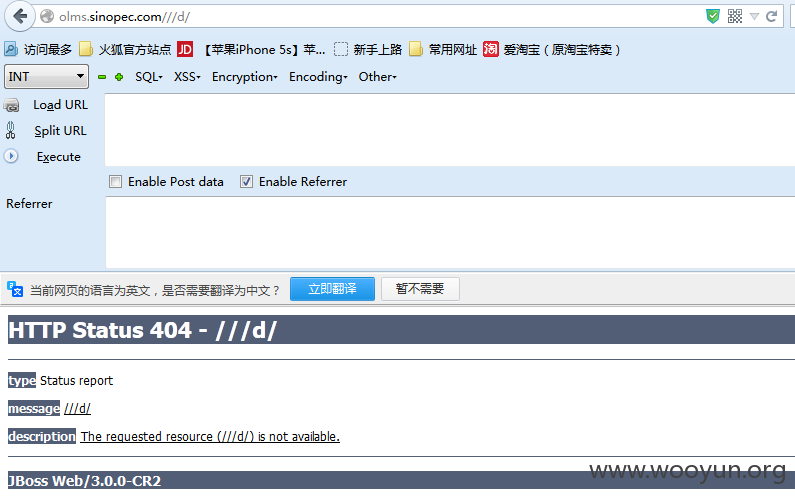 olms.sinopec.com///d/
访问最多 火狐官方站点 JD 【苹果iPhone 5s】苹... 新手上路 常用网址 淘 爱淘宝（原淘宝特卖）
INT SQL XSS Encryption Encoding Other
Load URL
Split URL
Execute
Enable Post data Enable Referrer
Referrer
当前网页的语言为英文，是否需要翻译为中文？ 立即翻译 暂不需要
HTTP Status 404 - ///d/
type Status report
message ///d/
description The requested resource (///d/) is not available.
JBoss Web/3.0.0-CR2
www.wooyun.org